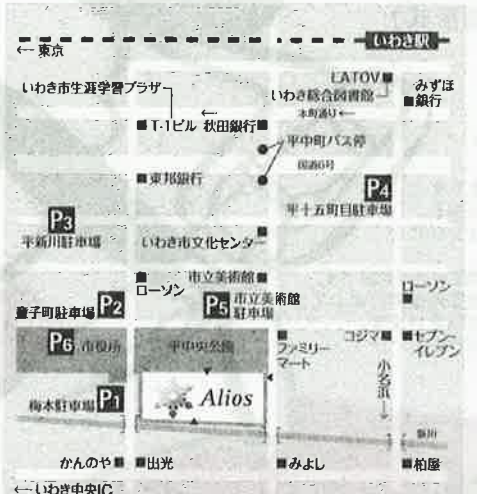 いわき駅
←東京
LATOV
いわき総合図書館
みずほ
銀行
いわき市生涯学習プラザ
本町通り←
←
T-1ビル 秋田銀行
平中町バス停
国道6号
東邦銀行
P4
平十五町目駐車場
P3
平新川駐車場
いわき市文化センター
市立美術館
ローソン
P5 市立美術館
駐車場
ローソン
童子町駐車場 P2
P6 市役所
平中央公園
ファミリー
マート
コジマ
セブン-
イレブン
小名浜→
梅本駐車場 P1
Alios
新川
かんのや
出光
みよし
柏屋
←いわき中央IC